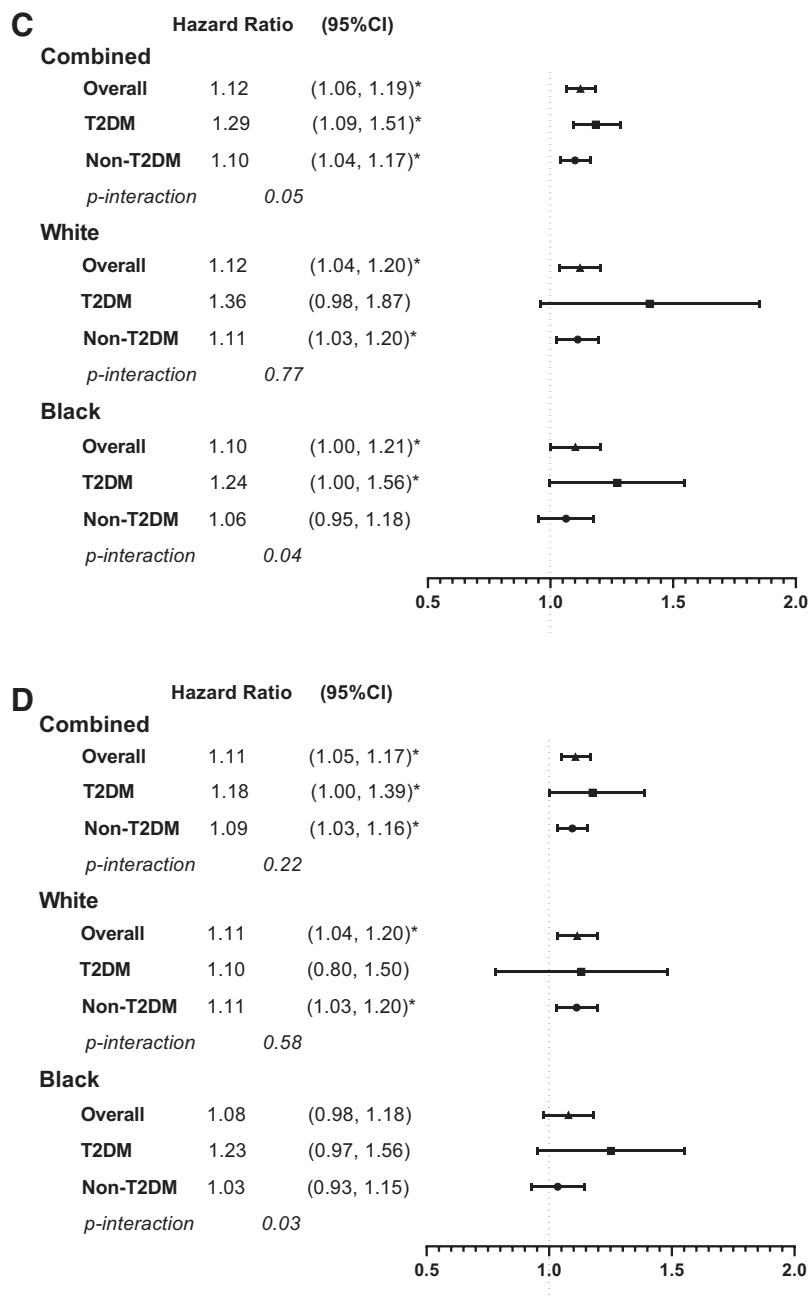 C
Hazard Ratio (95%CI)
Combined
Overall 1.12 (1.06, 1.19)*
T2DM 1.29 (1.09, 1.51)*
Non-T2DM 1.10 (1.04, 1.17)*
p-interaction 0.05
White
Overall 1.12 (1.04, 1.20)*
T2DM 1.36 (0.98, 1.87)
Non-T2DM 1.11 (1.03, 1.20)*
p-interaction 0.77
Black
Overall 1.10 (1.00, 1.21)*
T2DM 1.24 (1.00, 1.56)*
Non-T2DM 1.06 (0.95, 1.18)
p-interaction 0.04
0.5 1.0 1.5 2.0
D
Hazard Ratio (95%CI)
Combined
Overall 1.11 (1.05, 1.17)*
T2DM 1.18 (1.00, 1.39)*
Non-T2DM 1.09 (1.03, 1.16)*
p-interaction 0.22
White
Overall 1.11 (1.04, 1.20)*
T2DM 1.10 (0.80, 1.50)
Non-T2DM 1.11 (1.03, 1.20)*
p-interaction 0.58
Black
Overall 1.08 (0.98, 1.18)
T2DM 1.23 (0.97, 1.56)
Non-T2DM 1.03 (0.93, 1.15)
p-interaction 0.03
0.5 1.0 1.5 2.0